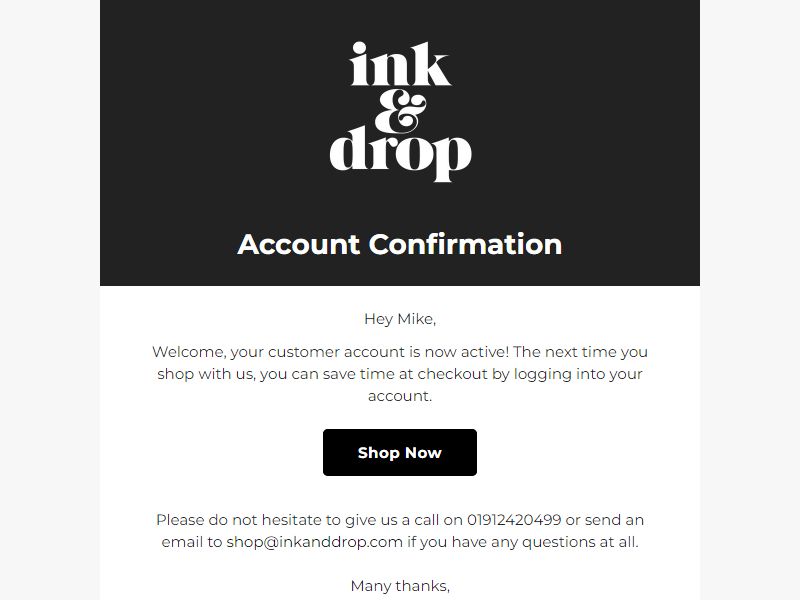 ink
&
drop
Account Confirmation
Hey Mike,
Welcome, your customer account is now active! The next time you
shop with us, you can save time at checkout by logging into your
account.
Shop Now
Please do not hesitate to give us a call on 01912420499 or send an
email to shop@inkanddrop.com if you have any questions at all.
Many thanks,